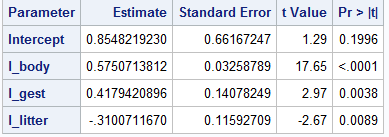 Parameter Estimate Standard Error t Value Pr > |t|
Intercept 0.8548219230 0.66167247 1.29 0.1996
l_body 0.5750713812 0.03258789 17.65 <.0001
l_gest 0.4179420896 0.14078249 2.97 0.0038
l_litter -.3100711670 0.11592709 -2.67 0.0089